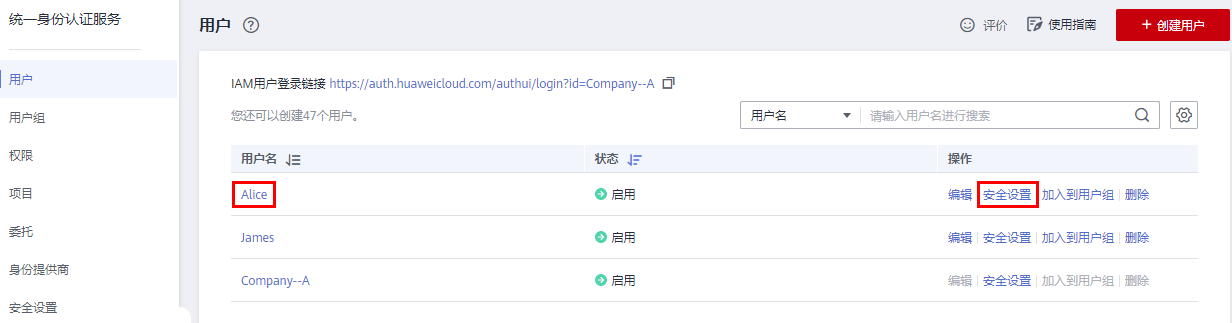 统一身份认证服务
用户
用户组
权限
项目
委托
身份提供商
安全设置
用户
评价 使用指南 + 创建用户
IAM用户登录链接 https://auth.huaweicloud.com/authui/login?id=Company--A
您还可以创建47个用户。
用户名 请输入用户名进行搜索
用户名 状态 操作
Alice 启用 编辑 | 安全设置 | 加入到用户组 | 删除
James 启用 编辑 | 安全设置 | 加入到用户组 | 删除
Company--A 启用 编辑 | 安全设置 | 加入到用户组 | 删除